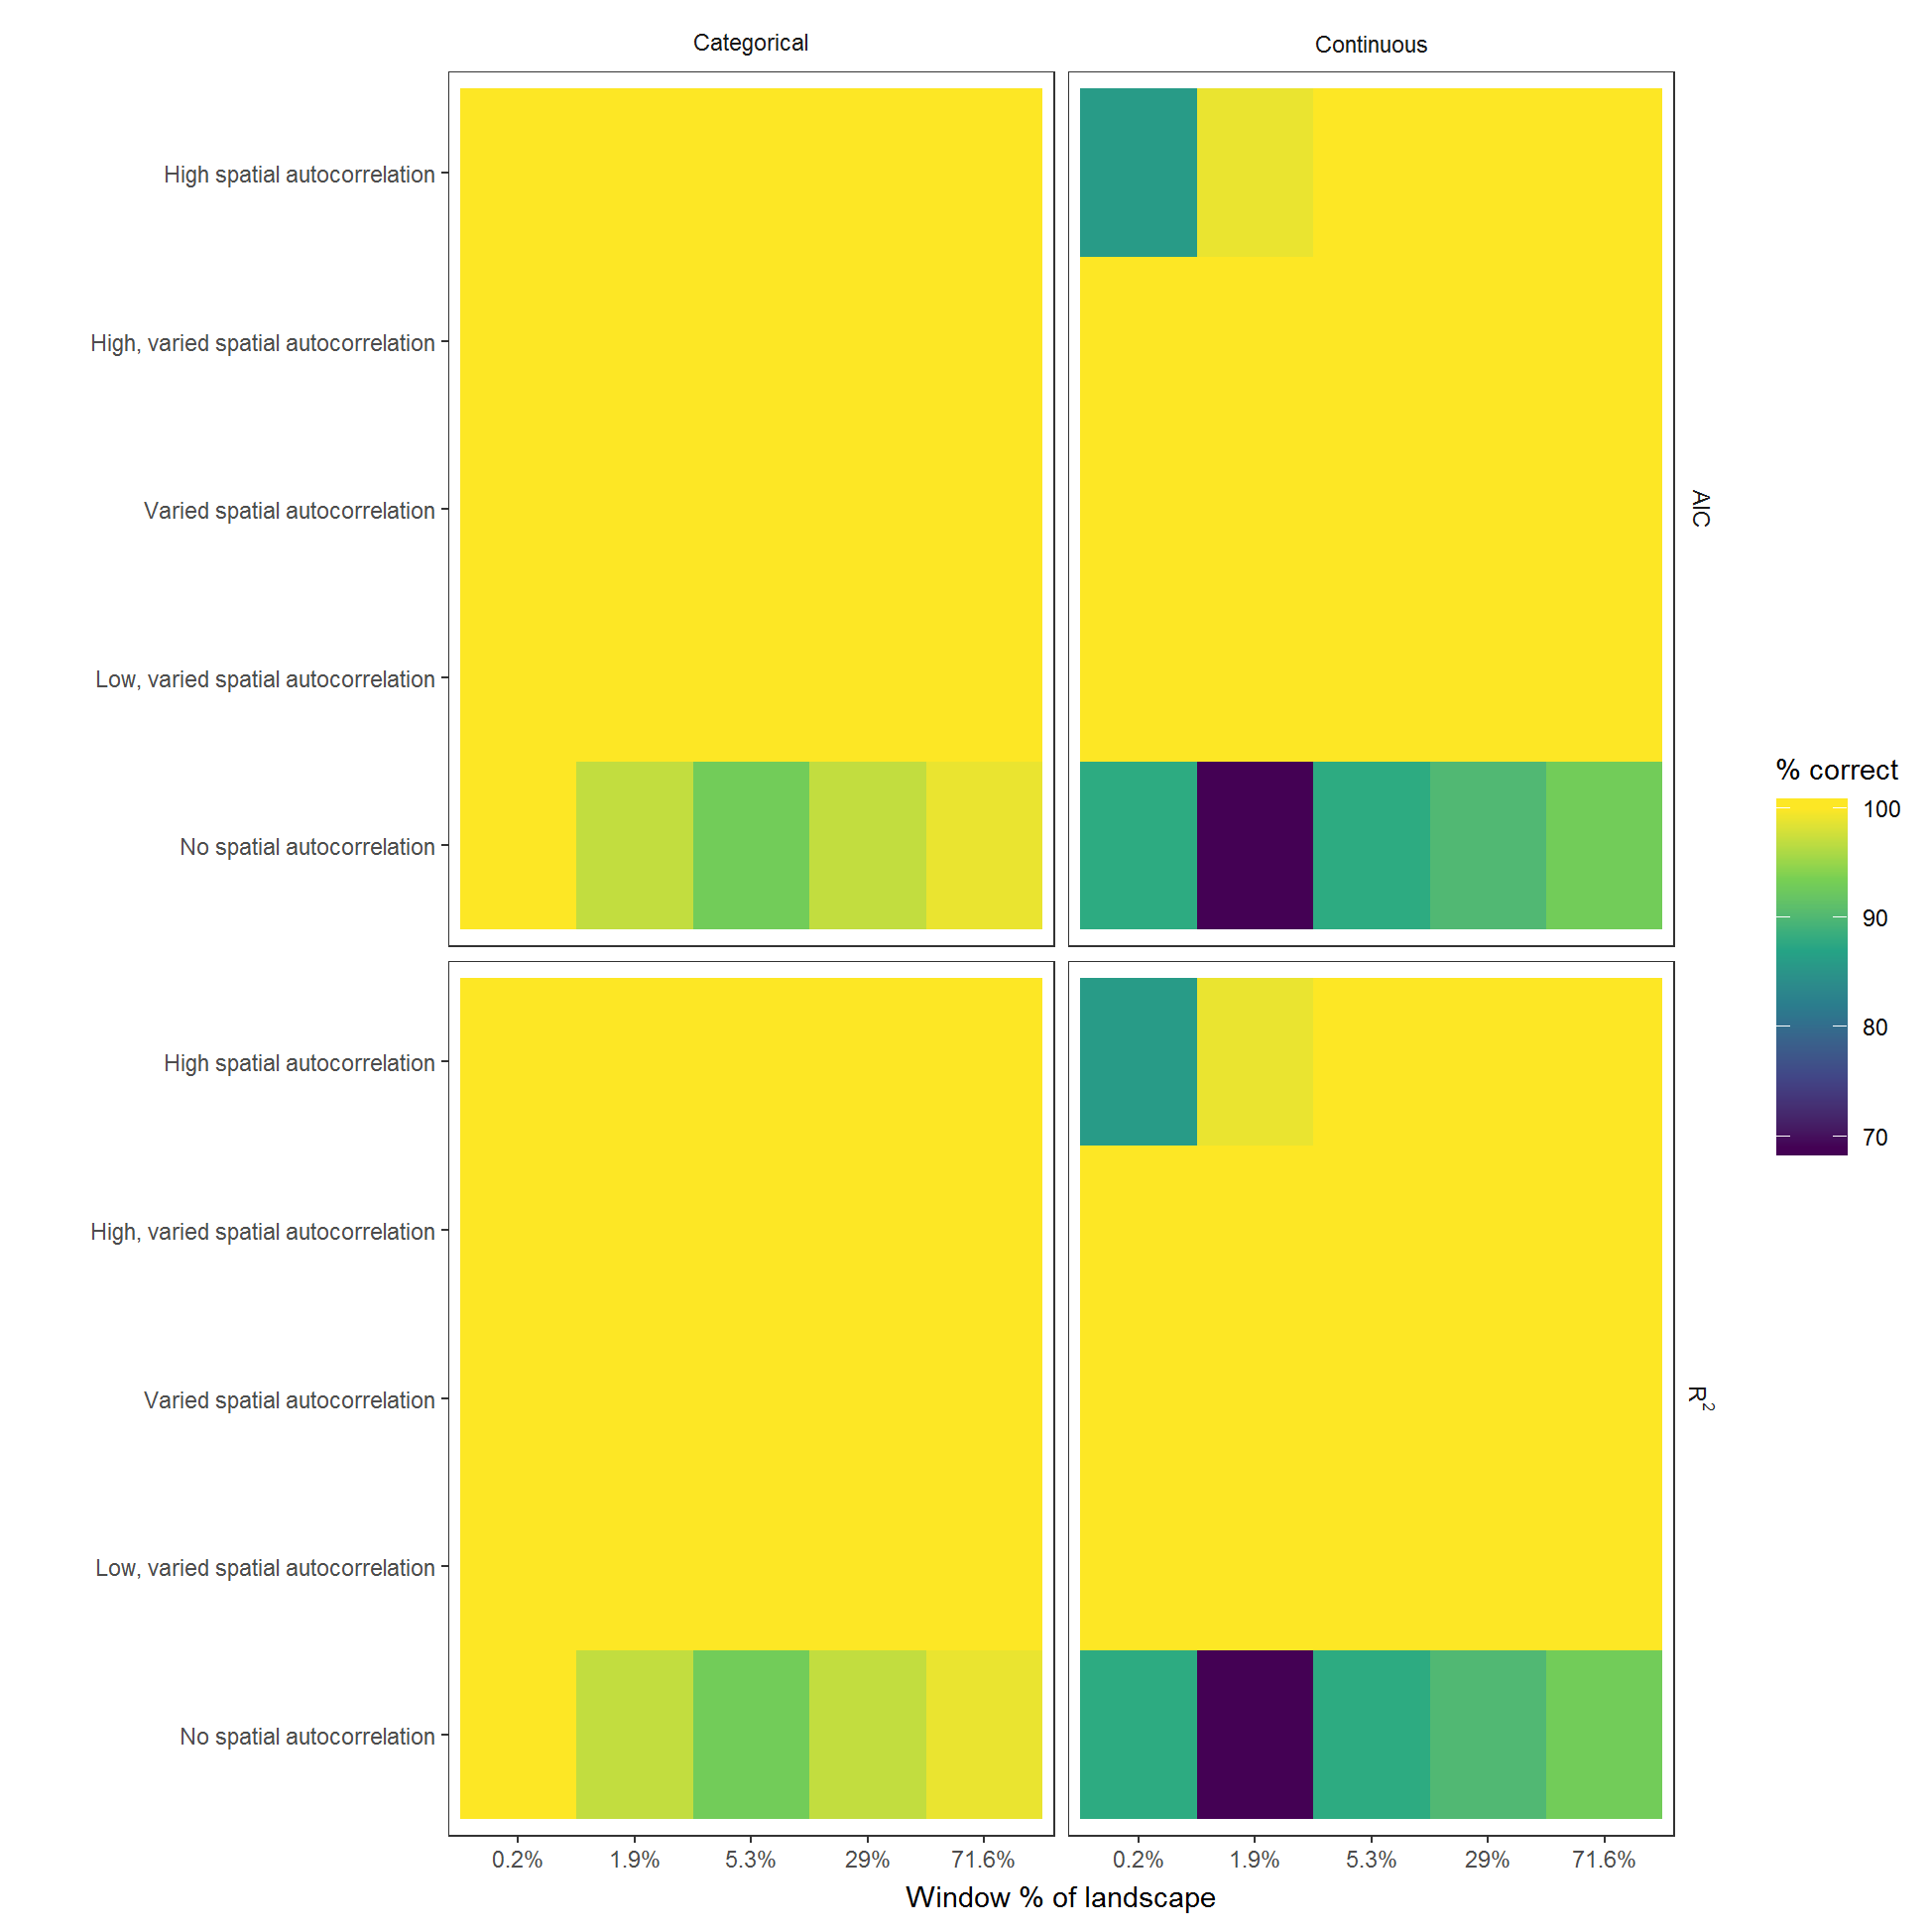 Categorical
Continuous
High spatial autocorrelation
High, varied spatial autocorrelation
Varied spatial autocorrelation
Low, varied spatial autocorrelation
No spatial autocorrelation
AIC
High spatial autocorrelation
High, varied spatial autocorrelation
Varied spatial autocorrelation
Low, varied spatial autocorrelation
No spatial autocorrelation
R²
0.2% 1.9% 5.3% 29% 71.6%
0.2% 1.9% 5.3% 29% 71.6%
Window % of landscape
% correct
100
90
80
70